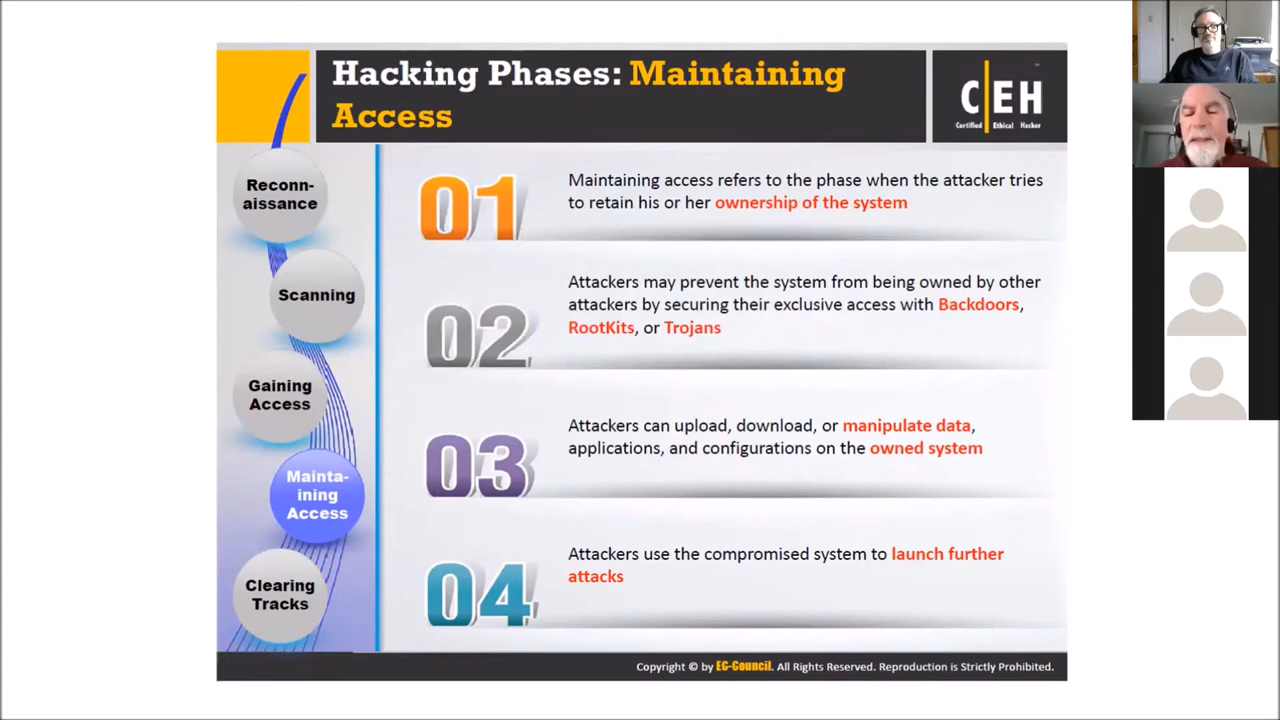 Hacking Phases: Maintaining
Access
C|EH
Certified Ethical Hacker
Reconn-
aissance
Scanning
Gaining
Access
Mainta-
ining
Access
Clearing
Tracks
01
Maintaining access refers to the phase when the attacker tries
to retain his or her ownership of the system
02
Attackers may prevent the system from being owned by other
attackers by securing their exclusive access with Backdoors,
RootKits, or Trojans
03
Attackers can upload, download, or manipulate data,
applications, and configurations on the owned system
04
Attackers use the compromised system to launch further
attacks
Copyright © by EC-Council. All Rights Reserved. Reproduction is Strictly Prohibited.